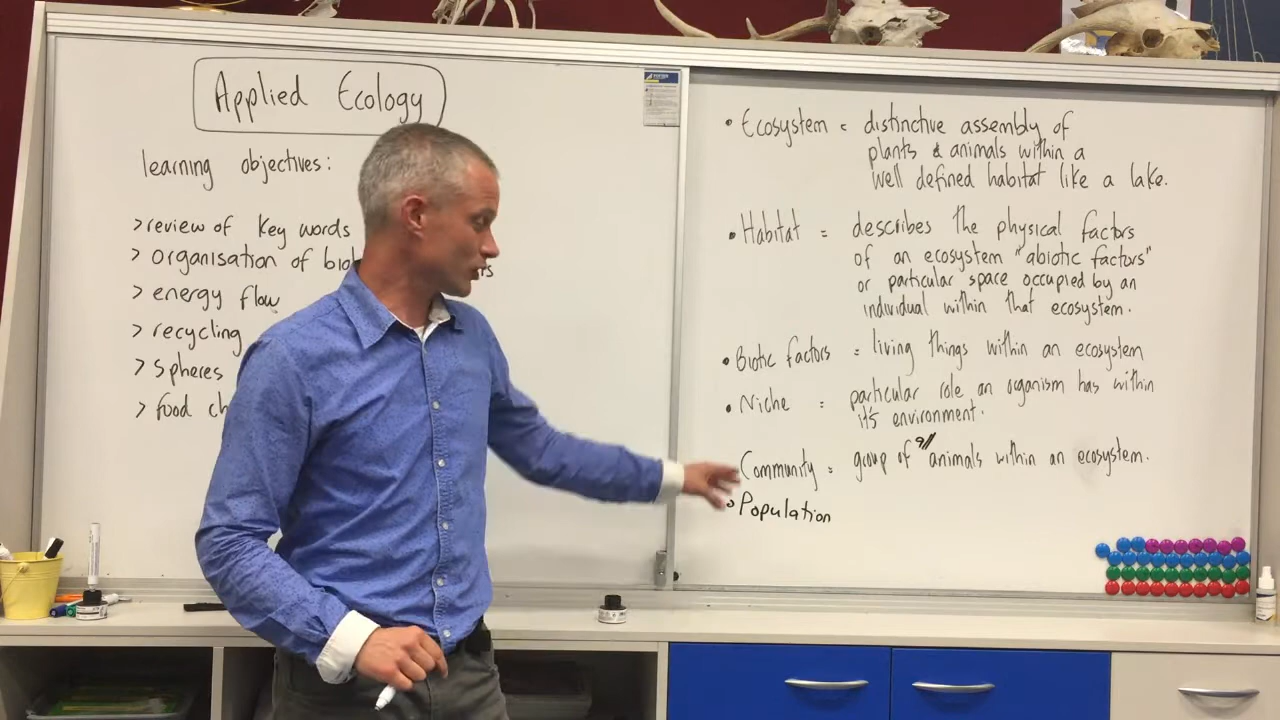 Applied Ecology
learning objectives:
> review of key words
> organisation of
> energy flow
> recycling
> spheres
> food
• Ecosystem = distinctive assembly of
plants & animals within a
well defined habitat like a lake.
• Habitat = describes the physical factors
of an ecosystem "abiotic factors"
or particular space occupied by an
individual within that ecosystem.
• Biotic factors = living things within an ecosystem
• Niche = particular role an organism has within
it's environment.
Community = group of all animals within an ecosystem.
• Population